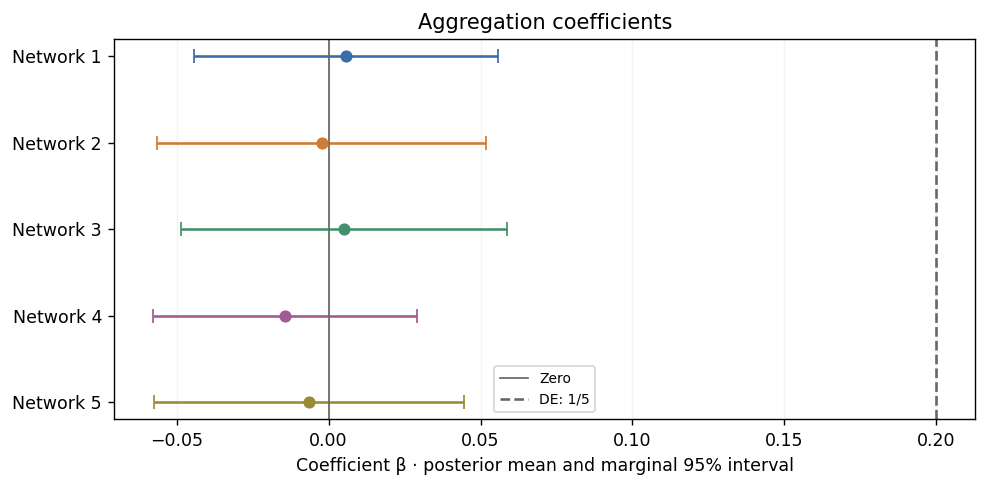 Aggregation coefficients
Network 1
Network 2
Network 3
Network 4
Network 5
Zero
DE: 1/5
−0.05 0.00 0.05 0.10 0.15 0.20
Coefficient β · posterior mean and marginal 95% interval